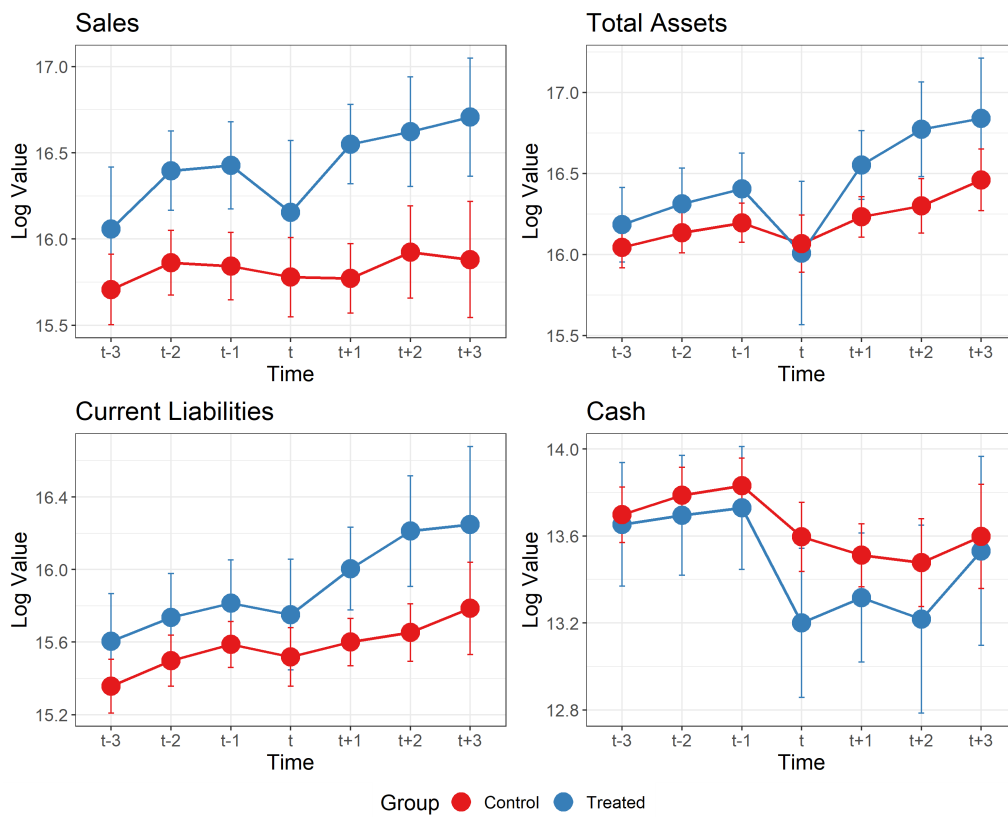 Sales
Log Value
17.0
16.5
16.0
15.5
t-3 t-2 t-1 t t+1 t+2 t+3
Time
Total Assets
Log Value
17.0
16.5
16.0
15.5
t-3 t-2 t-1 t t+1 t+2 t+3
Time
Current Liabilities
Log Value
16.4
16.0
15.6
15.2
t-3 t-2 t-1 t t+1 t+2 t+3
Time
Cash
Log Value
14.0
13.6
13.2
12.8
t-3 t-2 t-1 t t+1 t+2 t+3
Time
Group Control Treated